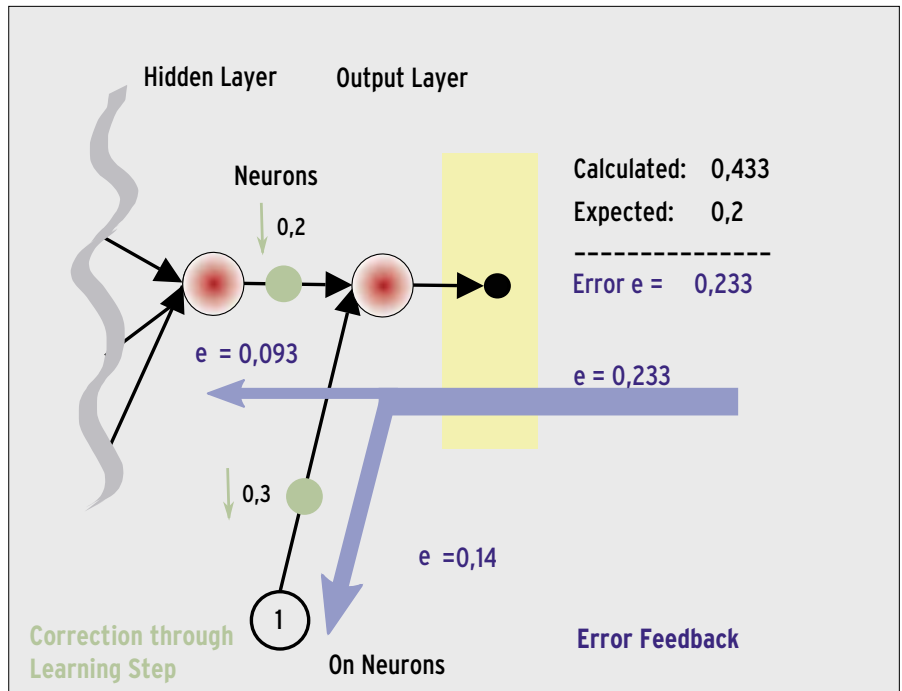 Hidden Layer
Output Layer
Neurons
0,2
Calculated: 0,433
Expected: 0,2
----------------
Error e = 0,233
e = 0,093
e = 0,233
0,3
e =0,14
1
Correction through
Learning Step
On Neurons
Error Feedback